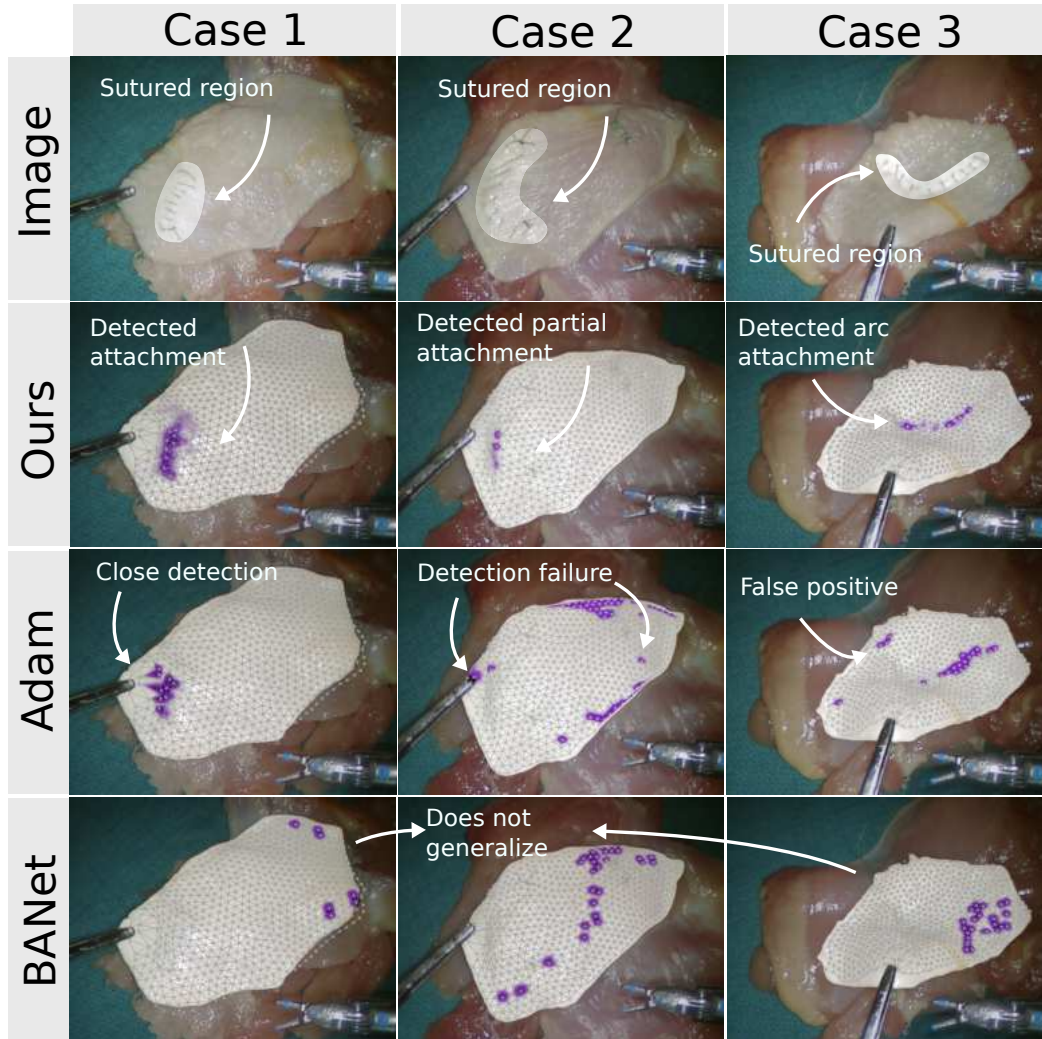 Case 1
Case 2
Case 3
Image
Sutured region
Sutured region
Sutured region
Ours
Detected
attachment
Detected partial
attachment
Detected arc
attachment
Adam
Close detection
Detection failure
False positive
BANet
Does not
generalize